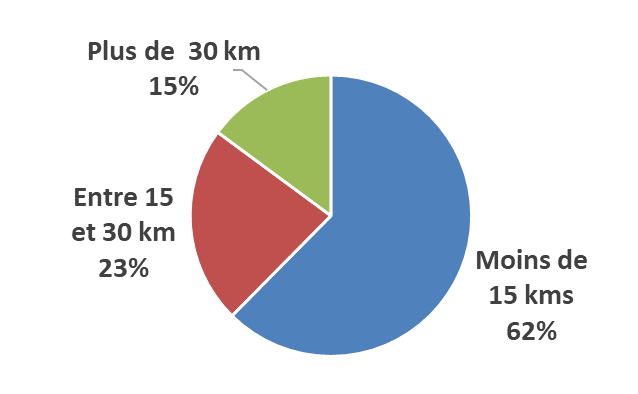 Plus de 30 km
15%
Entre 15
et 30 km
23%
Moins de
15 kms
62%